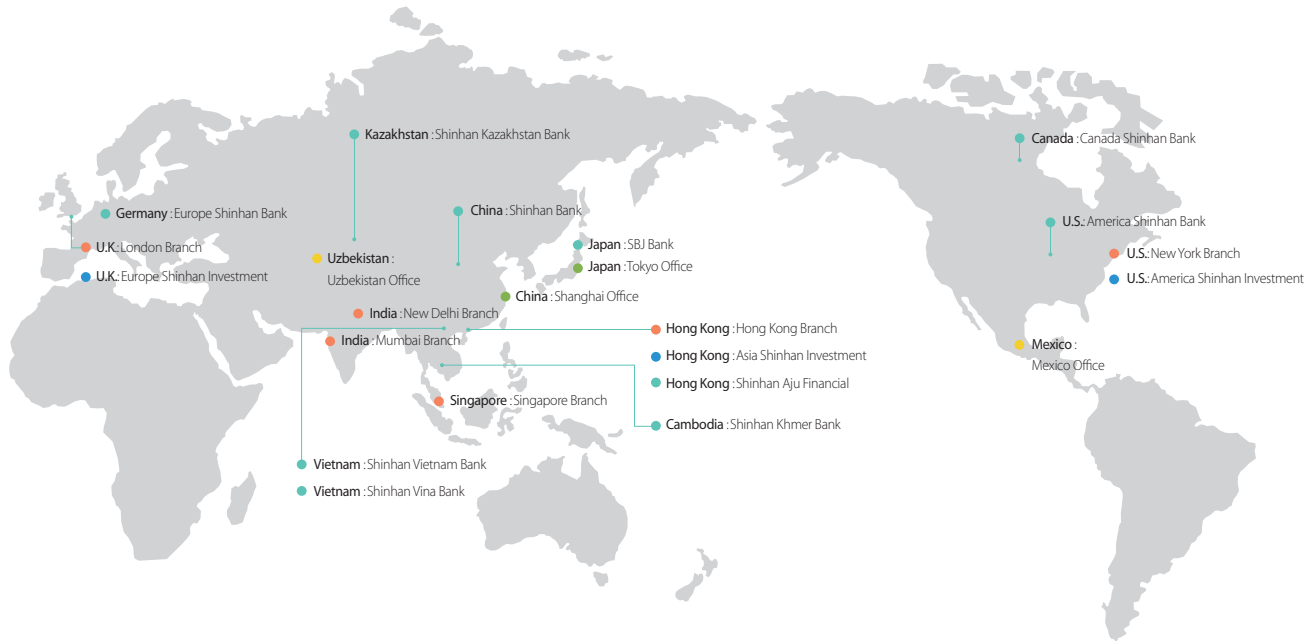 Kazakhstan : Shinhan Kazakhstan Bank
Canada : Canada Shinhan Bank
Germany : Europe Shinhan Bank
China : Shinhan Bank
U.S.: America Shinhan Bank
U.K.: London Branch
Japan : SBJ Bank
U.S.: New York Branch
Uzbekistan :
Uzbekistan Office
Japan : Tokyo Office
U.K.: Europe Shinhan Investment
U.S.: America Shinhan Investment
China : Shanghai Office
India : New Delhi Branch
Hong Kong : Hong Kong Branch
India : Mumbai Branch
Mexico :
Mexico Office
Hong Kong : Asia Shinhan Investment
Hong Kong : Shinhan Aju Financial
Singapore : Singapore Branch
Cambodia : Shinhan Khmer Bank
Vietnam : Shinhan Vietnam Bank
Vietnam : Shinhan Vina Bank